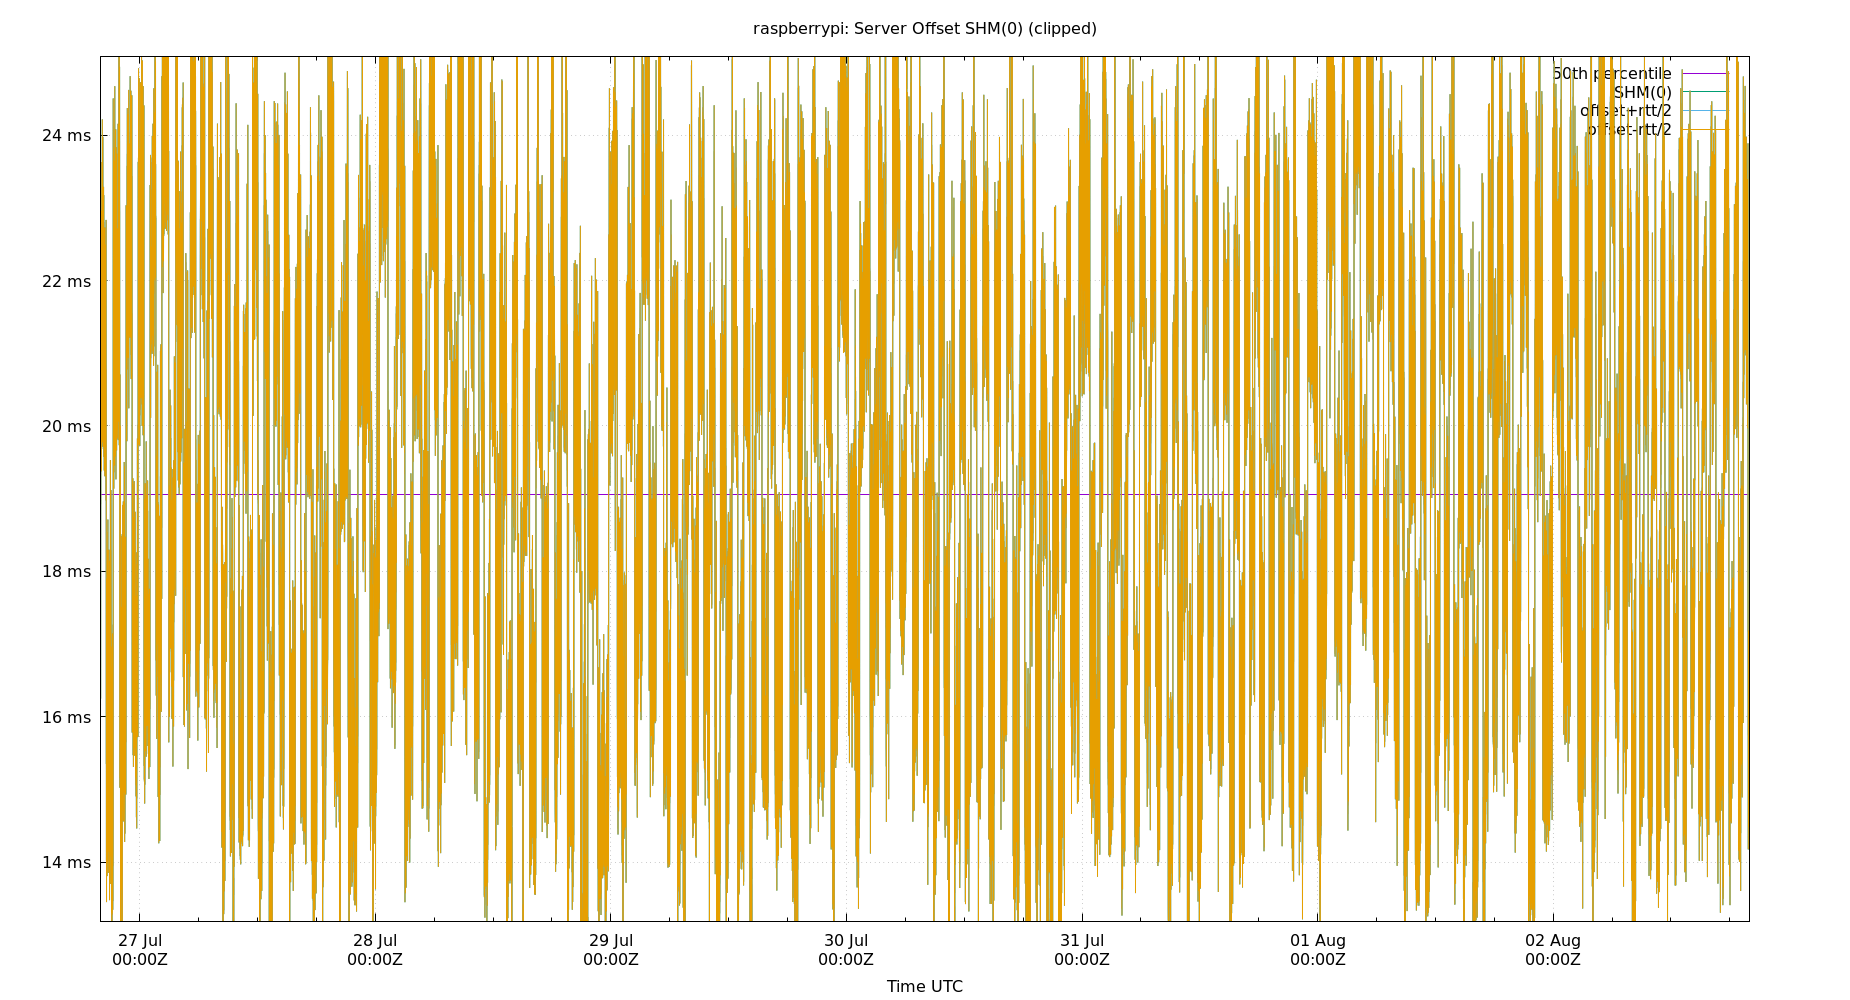 raspberrypi: Server Offset SHM(0) (clipped)
50th percentile
SHM(0)
offset+rtt/2
offset-rtt/2
24 ms
22 ms
20 ms
18 ms
16 ms
14 ms
27 Jul 28 Jul 29 Jul 30 Jul 31 Jul 01 Aug 02 Aug
00:00Z 00:00Z 00:00Z 00:00Z 00:00Z 00:00Z 00:00Z
Time UTC